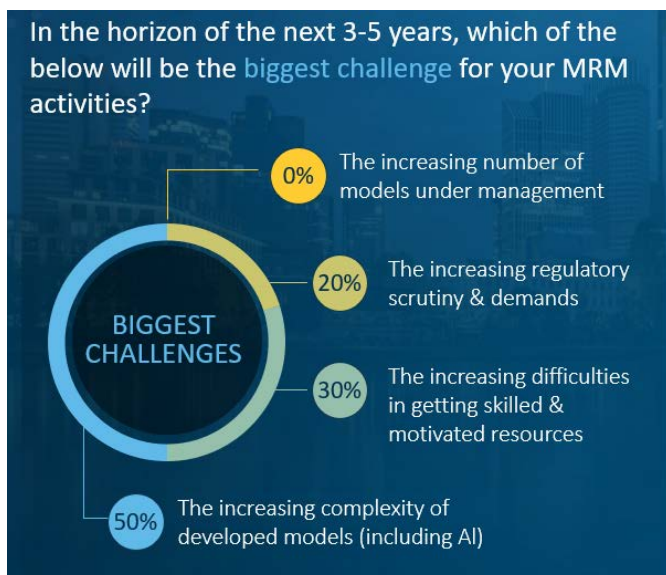 In the horizon of the next 3-5 years, which of the
below will be the biggest challenge for your MRM
activities?
0%
The increasing number of
models under management
20%
The increasing regulatory
scrutiny & demands
BIGGEST
CHALLENGES
30%
The increasing difficulties
in getting skilled &
motivated resources
50%
The increasing complexity of
developed models (including AI)